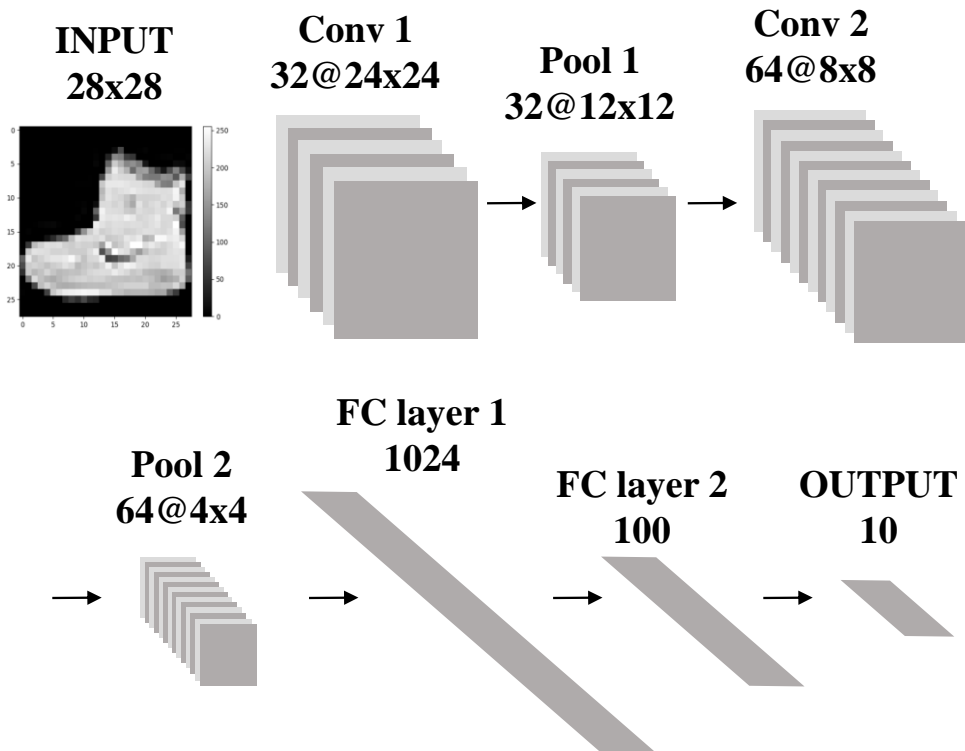 INPUT
28x28
Conv 1
32@24x24
Pool 1
32@12x12
Conv 2
64@8x8
0
5
10
15
20
25
0 5 10 15 20 25
250
200
150
100
50
0
Pool 2
64@4x4
FC layer 1
1024
FC layer 2
100
OUTPUT
10